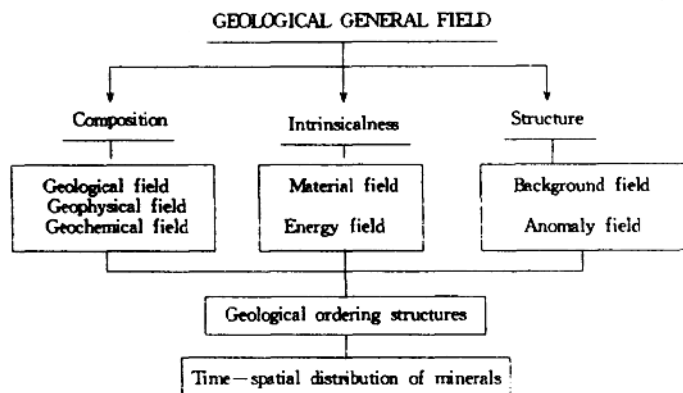 GEOLOGICAL GENERAL FIELD
Composition
Intrinsicalness
Structure
Geological field
Geophysical field
Geochemical field
Material field
Energy field
Background field
Anomaly field
Geological ordering structures
Time—spatial distribution of minerals